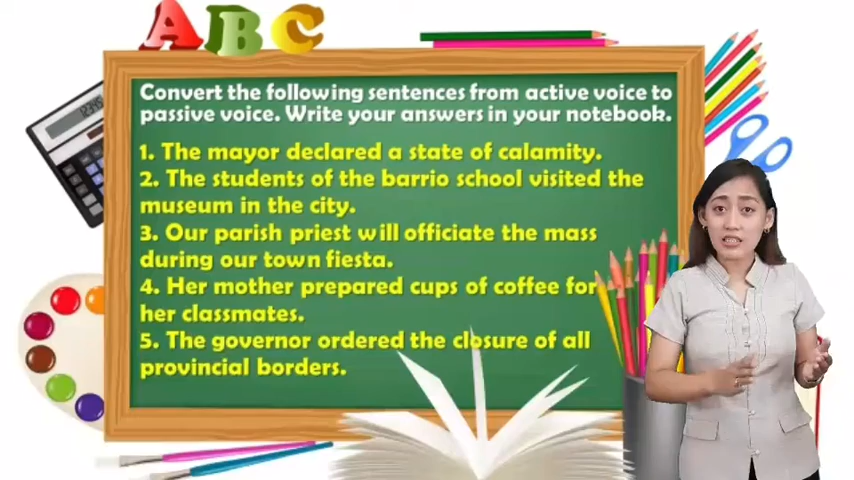 ABC
Convert the following sentences from active voice to
passive voice. Write your answers in your notebook.
1. The mayor declared a state of calamity.
2. The students of the barrio school visited the
museum in the city.
3. Our parish priest will officiate the mass
during our town fiesta.
4. Her mother prepared cups of coffee for
her classmates.
5. The governor ordered the closure of all
provincial borders.